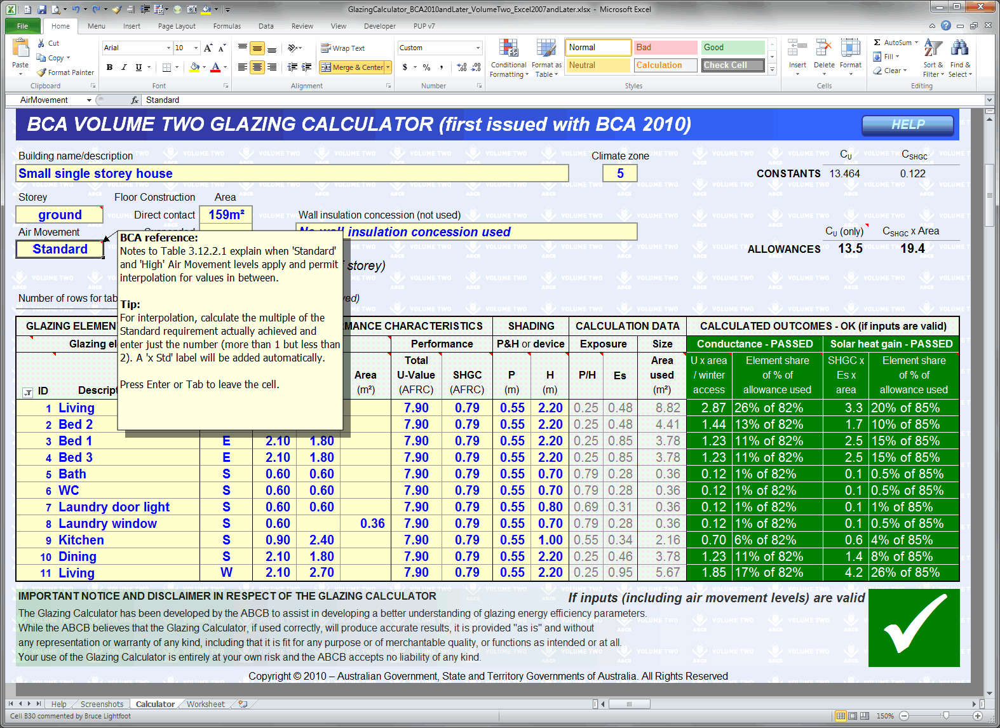 GlazingCalculator_BCA2010andLater_VolumeTwo_Excel2007andLater.xlsx - Microsoft Excel
File Home Menu Insert Page Layout Formulas Data Review View Developer PUP v7
Paste
Cut
Copy
Format Painter
Clipboard
Arial 10
B I U
Font
Wrap Text
Merge & Center
Alignment
Custom
$ % ,
Number
Conditional Formatting
Format as Table
Normal Bad Good
Neutral Calculation Check Cell
Styles
Insert Delete Format
Cells
Σ AutoSum
Fill
Clear
Sort & Filter
Find & Select
Editing
AirMovement fx Standard
BCA VOLUME TWO GLAZING CALCULATOR (first issued with BCA 2010) HELP
Building name/description Climate zone CU CSHGC
Small single storey house 5 CONSTANTS 13.464 0.122
Storey Floor Construction Area
ground Direct contact 159m² Wall insulation concession (not used)
Air Movement No wall insulation concession used CU (only) CSHGC x Area
Standard ALLOWANCES 13.5 19.4
storey)
Number of rows for tab ved)
BCA reference:
Notes to Table 3.12.2.1 explain when 'Standard'
and 'High' Air Movement levels apply and permit
interpolation for values in between.
Tip:
For interpolation, calculate the multiple of the
Standard requirement actually achieved and
enter just the number (more than 1 but less than
2). A 'x Std' label will be added automatically.
Press Enter or Tab to leave the cell.
GLAZING ELEMEN MANCE CHARACTERISTICS SHADING CALCULATION DATA CALCULATED OUTCOMES - OK (if inputs are valid)
Glazing el Performance P&H or device Exposure Size Conductance - PASSED Solar heat gain - PASSED
Total Area U x area Element share SHGC x Element share
Area U-Value SHGC P H P/H Es used / winter of % of Es x of % of
ID Descript (m²) (AFRC) (AFRC) (m) (m) (m²) access allowance used area allowance used
1 Living 7.90 0.79 0.55 2.20 0.25 0.48 8.82 2.87 26% of 82% 3.3 20% of 85%
2 Bed 2 7.90 0.79 0.55 2.20 0.25 0.48 4.41 1.44 13% of 82% 1.7 10% of 85%
3 Bed 1 E 2.10 1.80 7.90 0.79 0.55 2.20 0.25 0.85 3.78 1.23 11% of 82% 2.5 15% of 85%
4 Bed 3 E 2.10 1.80 7.90 0.79 0.55 2.20 0.25 0.85 3.78 1.23 11% of 82% 2.5 15% of 85%
5 Bath S 0.60 0.60 7.90 0.79 0.55 0.70 0.79 0.28 0.36 0.12 1% of 82% 0.1 0.5% of 85%
6 WC S 0.60 0.60 7.90 0.79 0.55 0.70 0.79 0.28 0.36 0.12 1% of 82% 0.1 0.5% of 85%
7 Laundry door light S 0.60 0.60 7.90 0.79 0.55 0.80 0.69 0.31 0.36 0.12 1% of 82% 0.1 1% of 85%
8 Laundry window S 0.60 0.36 7.90 0.79 0.55 0.70 0.79 0.28 0.36 0.12 1% of 82% 0.1 0.5% of 85%
9 Kitchen S 0.90 2.40 7.90 0.79 0.55 1.00 0.55 0.34 2.16 0.70 6% of 82% 0.6 4% of 85%
10 Dining S 2.10 1.80 7.90 0.79 0.55 2.20 0.25 0.46 3.78 1.23 11% of 82% 1.4 8% of 85%
11 Living W 2.10 2.70 7.90 0.79 0.55 2.20 0.25 0.95 5.67 1.85 17% of 82% 4.2 26% of 85%
IMPORTANT NOTICE AND DISCLAIMER IN RESPECT OF THE GLAZING CALCULATOR If inputs (including air movement levels) are valid
The Glazing Calculator has been developed by the ABCB to assist in developing a better understanding of glazing energy efficiency parameters.
While the ABCB believes that the Glazing Calculator, if used correctly, will produce accurate results, it is provided "as is" and without
any representation or warranty of any kind, including that it is fit for any purpose or of merchantable quality, or functions as intended or at all.
Your use of the Glazing Calculator is entirely at your own risk and the ABCB accepts no liability of any kind.
Copyright © 2010 – Australian Government, State and Territory Governments of Australia. All Rights Reserved
Help Screenshots Calculator Worksheet
Cell B30 commented by Bruce Lightfoot 150%